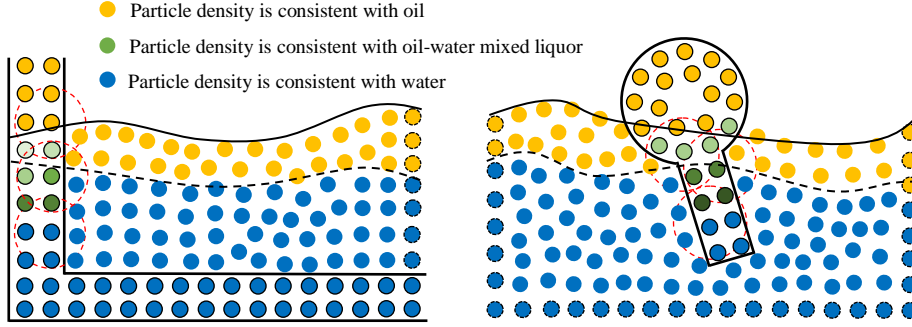 Particle density is consistent with oil
Particle density is consistent with oil-water mixed liquor
Particle density is consistent with water